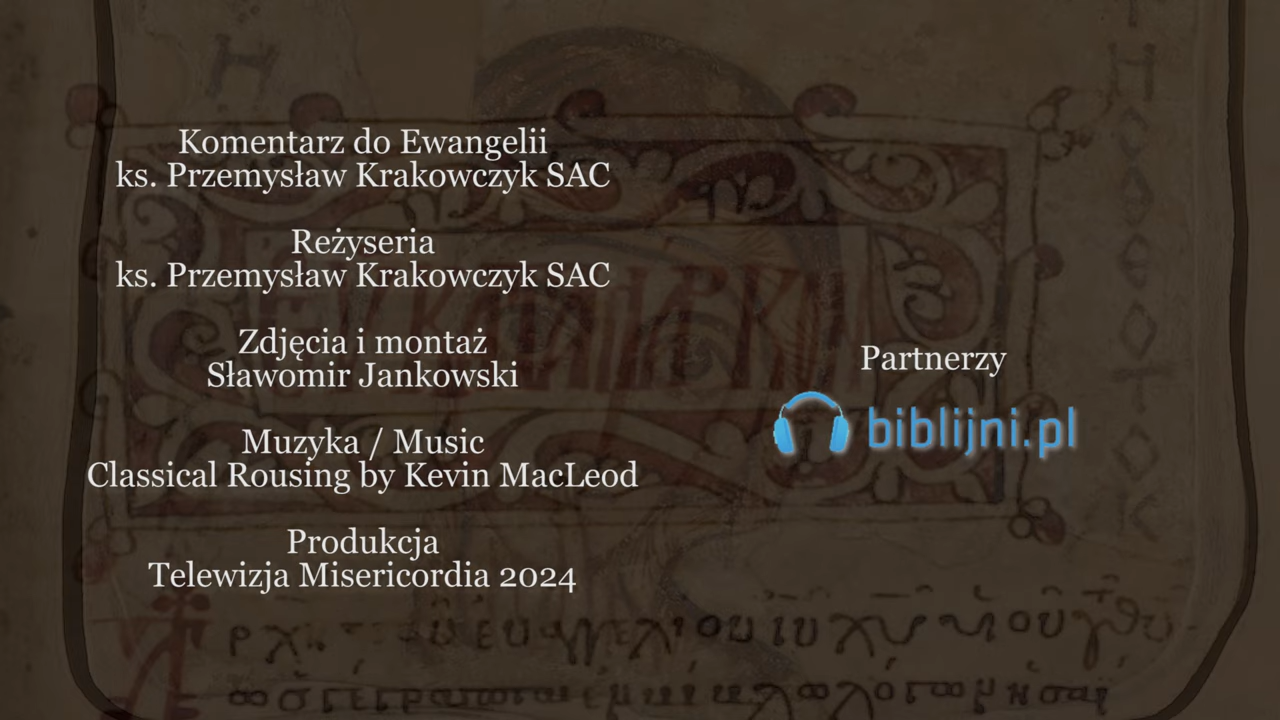 Komentarz do Ewangelii
ks. Przemysław Krakowczyk SAC
Reżyseria
ks. Przemysław Krakowczyk SAC
Zdjęcia i montaż
Sławomir Jankowski
Muzyka / Music
Classical Rousing by Kevin MacLeod
Produkcja
Telewizja Misericordia 2024
Partnerzy
biblijni.pl